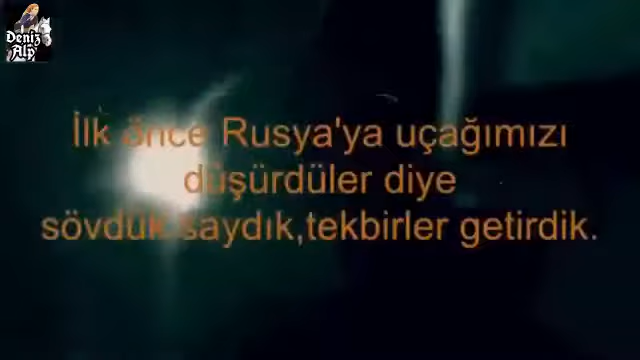 Deniz
Alp
İlk önce Rusya'ya uçağımızı
düşürdüler diye
sövdük,saydık,tekbirler getirdik.